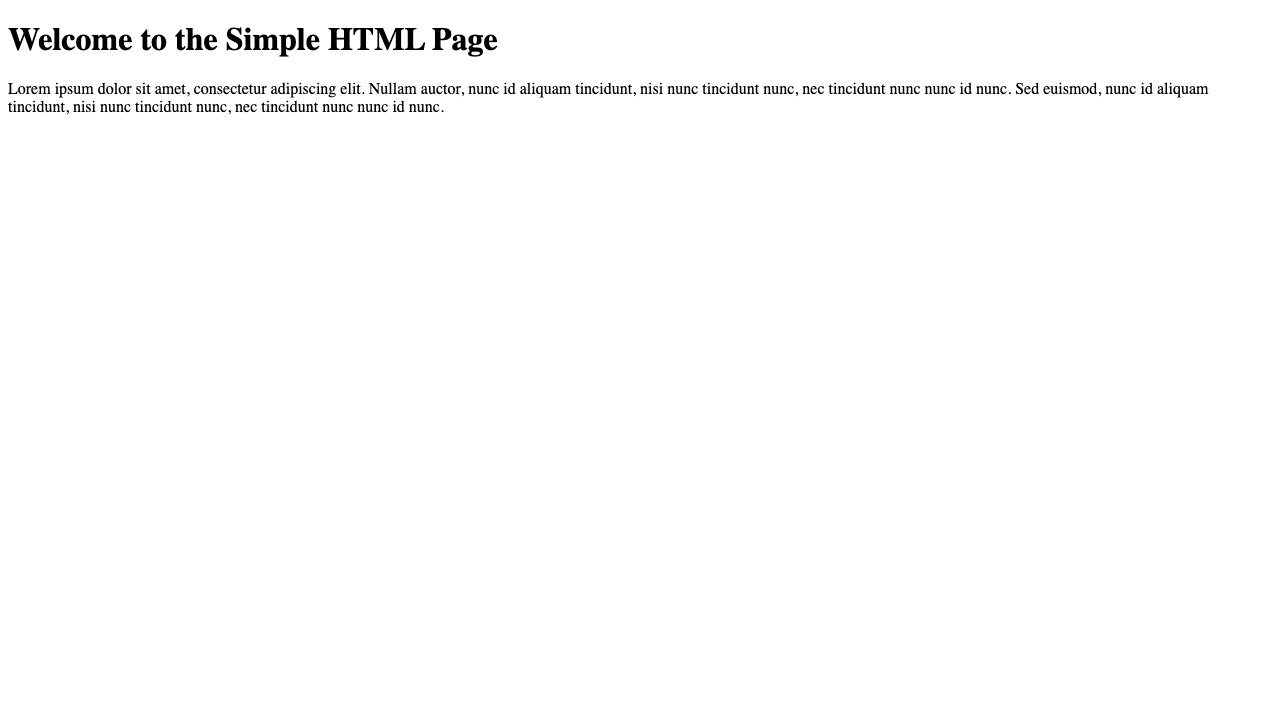 Welcome to the Simple HTML Page
Lorem ipsum dolor sit amet, consectetur adipiscing elit. Nullam auctor, nunc id aliquam tincidunt, nisi nunc tincidunt nunc, nec tincidunt nunc nunc id nunc. Sed euismod, nunc id aliquam
tincidunt, nisi nunc tincidunt nunc, nec tincidunt nunc nunc id nunc.